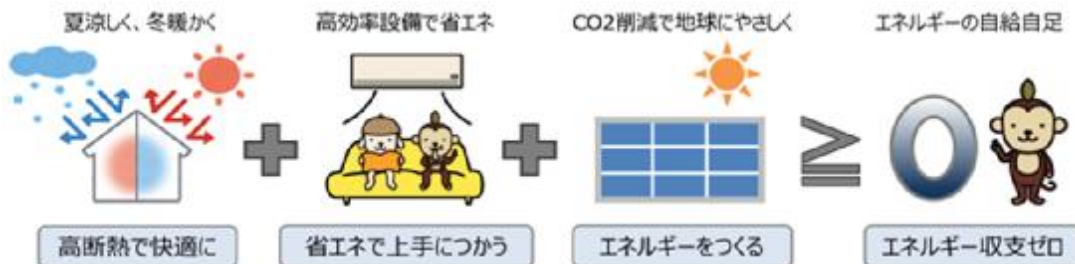 夏涼しく、冬暖かく
高効率設備で省エネ
CO2削減で地球にやさしく
エネルギーの自給自足
+
+
≧
0
高断熱で快適に
省エネで上手につかう
エネルギーをつくる
エネルギー収支ゼロ